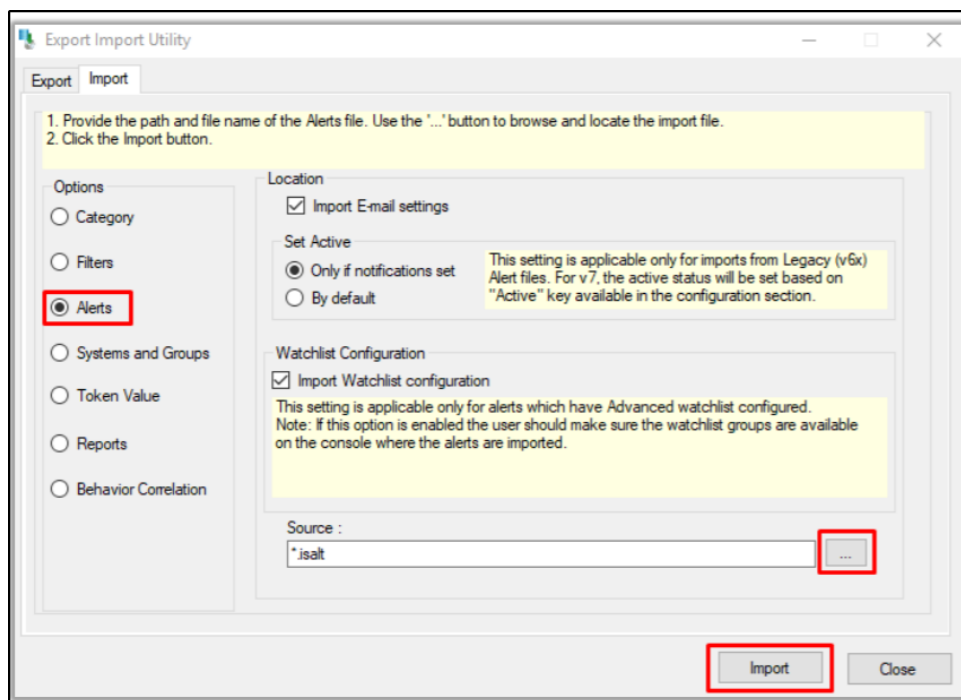 Export Import Utility
Export
Import
1. Provide the path and file name of the Alerts file. Use the '...' button to browse and locate the import file.
2. Click the Import button.
Options
Category
Filters
Alerts
Systems and Groups
Token Value
Reports
Behavior Correlation
Location
Import E-mail settings
Set Active
Only if notifications set
By default
This setting is applicable only for imports from Legacy (v6x)
Alert files. For v7, the active status will be set based on
"Active" key available in the configuration section.
Watchlist Configuration
Import Watchlist configuration
This setting is applicable only for alerts which have Advanced watchlist configured.
Note: If this option is enabled the user should make sure the watchlist groups are available
on the console where the alerts are imported.
Source :
*.isalt
...
Import
Close